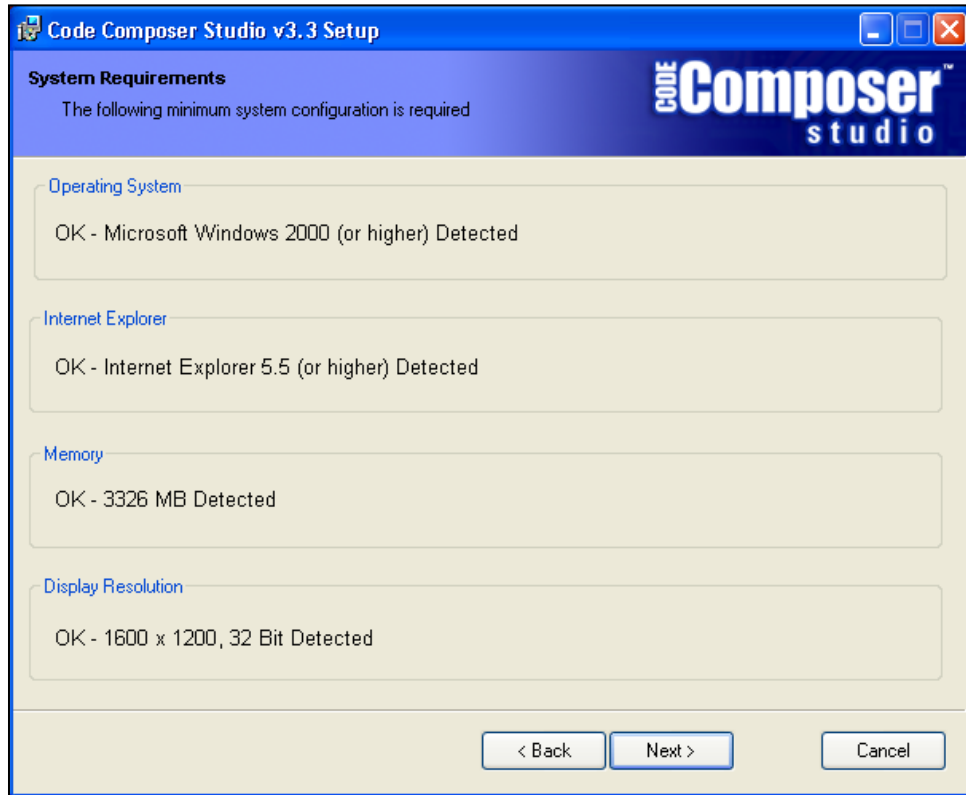 Code Composer Studio v3.3 Setup
System Requirements
The following minimum system configuration is required
CODE Composer™
studio
Operating System
OK - Microsoft Windows 2000 (or higher) Detected
Internet Explorer
OK - Internet Explorer 5.5 (or higher) Detected
Memory
OK - 3326 MB Detected
Display Resolution
OK - 1600 x 1200, 32 Bit Detected
< Back
Next >
Cancel